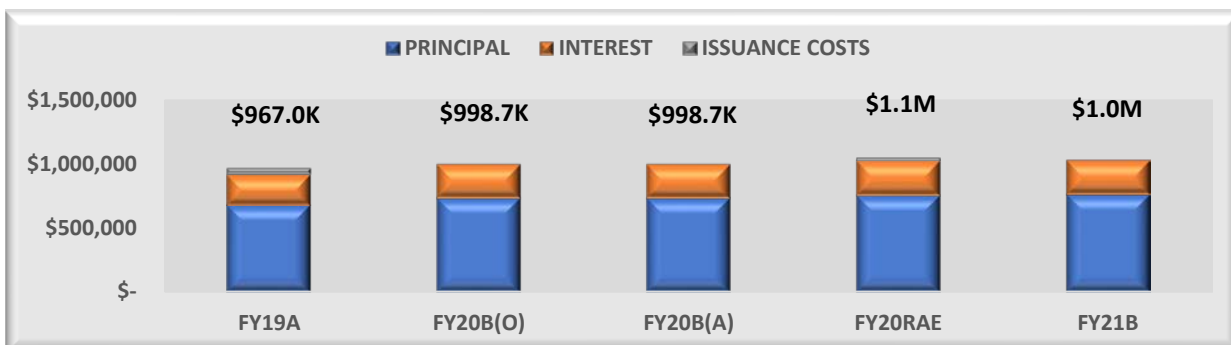 PRINCIPAL INTEREST ISSUANCE COSTS
$1,500,000
$967.0K $998.7K $998.7K $1.1M $1.0M
$1,000,000
$500,000
$-
FY19A FY20B(O) FY20B(A) FY20RAE FY21B